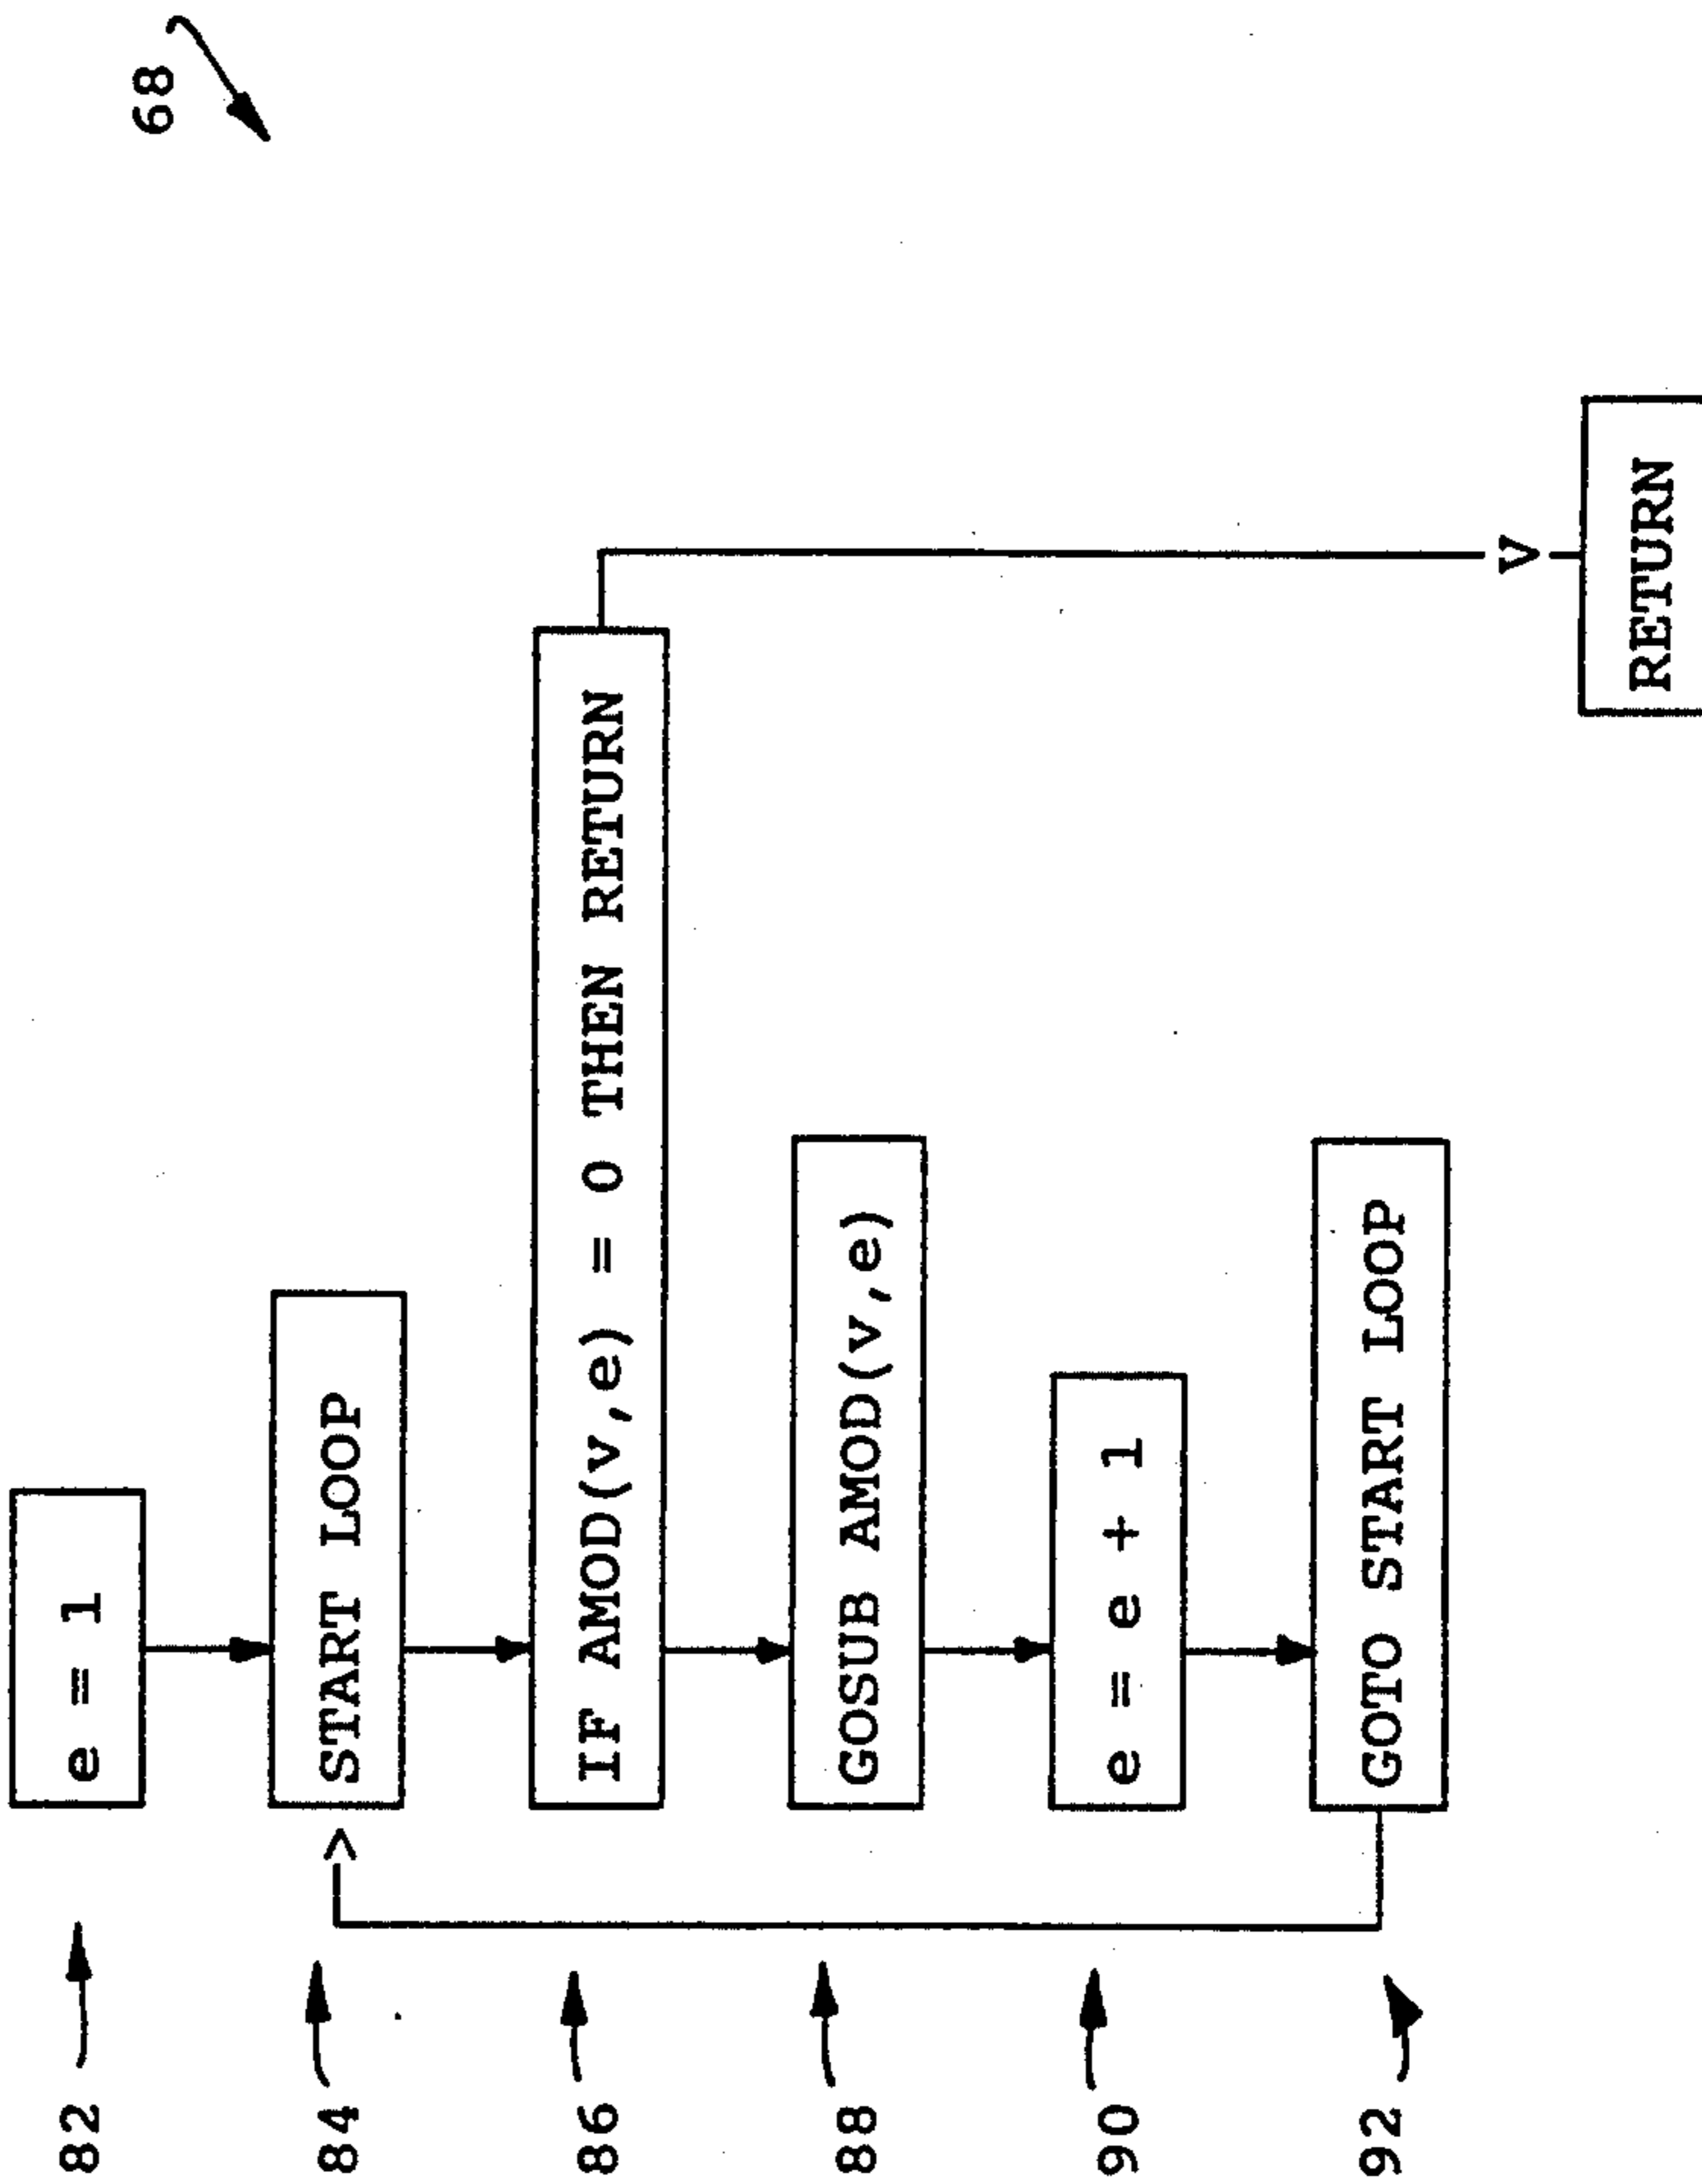 68
82 e = 1
84 START LOOP
86 IF AMOD(v,e) = 0 THEN RETURN
88 GOSUB AMOD(v,e)
90 e = e + 1
92 GOTO START LOOP
V
RETURN